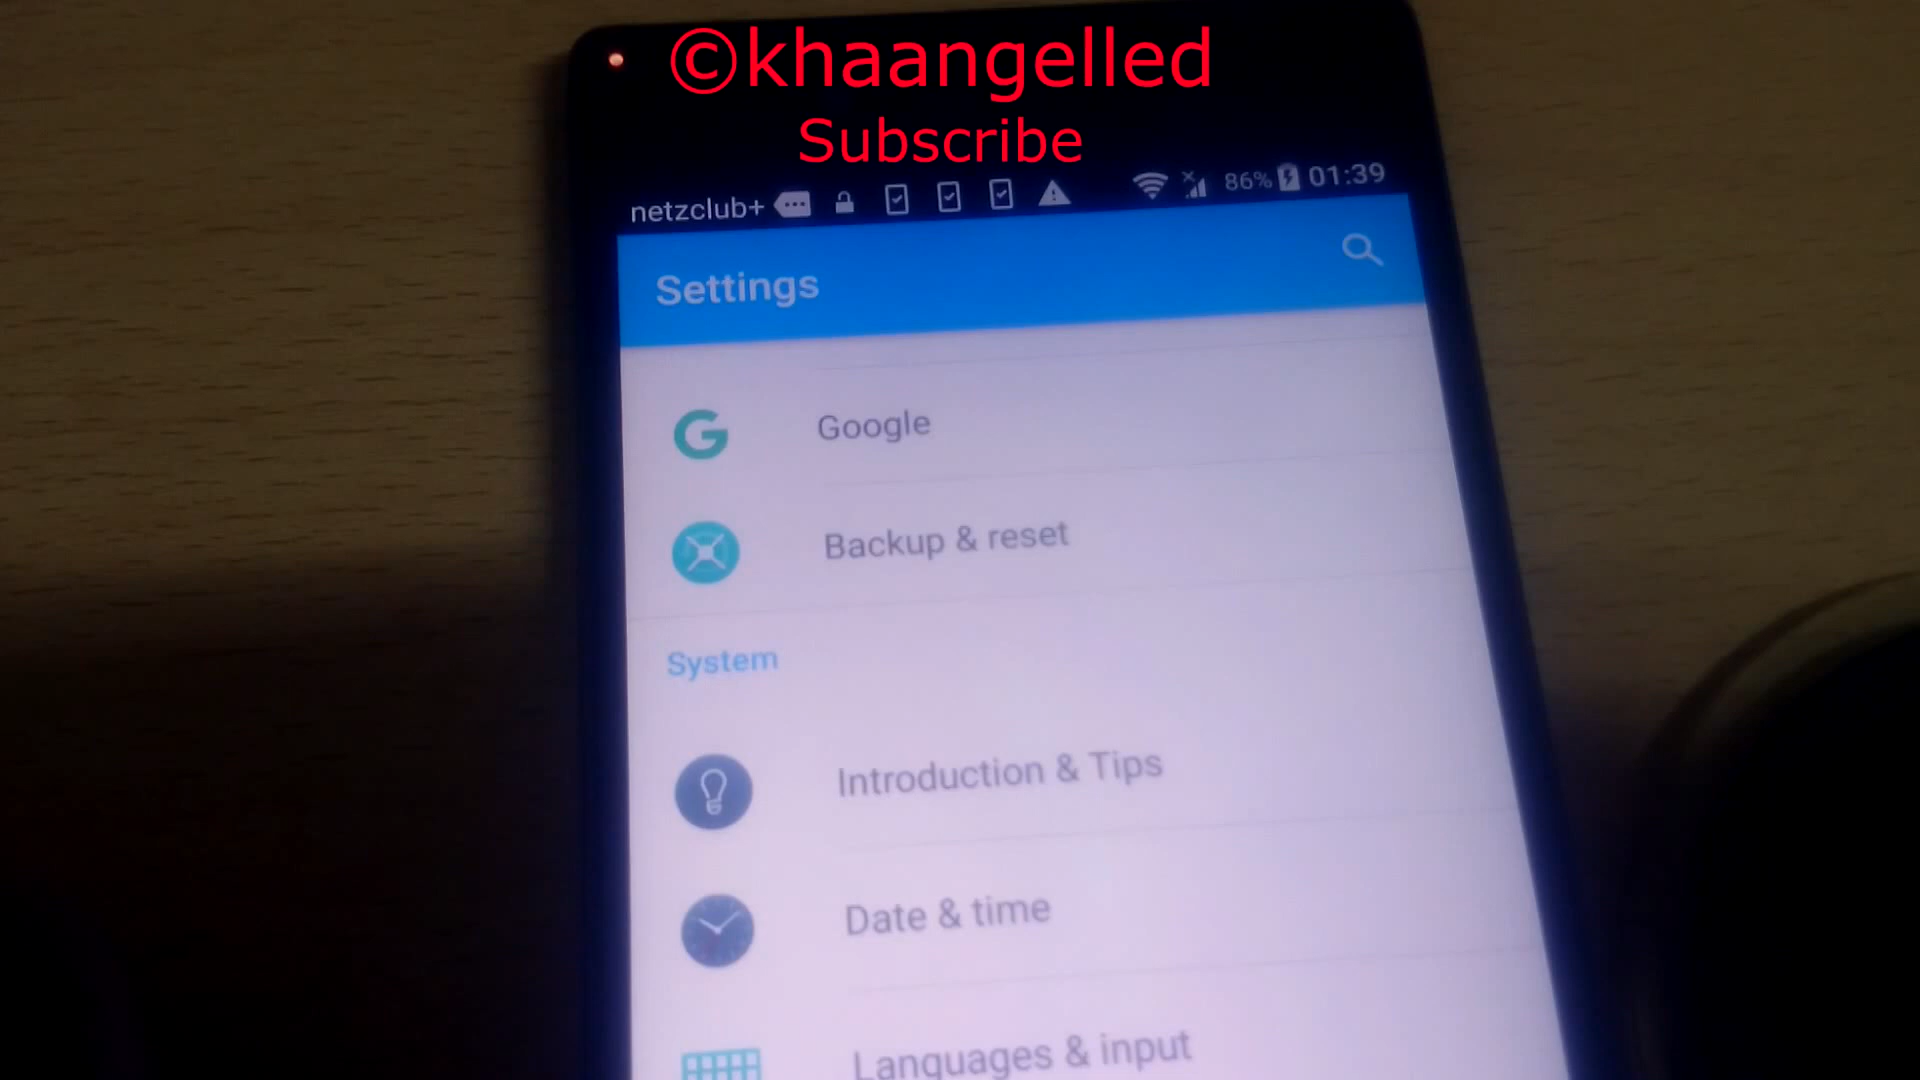 ©khaangelled
Subscribe
netzclub+ 86% 01:39
Settings
Google
Backup & reset
System
Introduction & Tips
Date & time
Languages & input